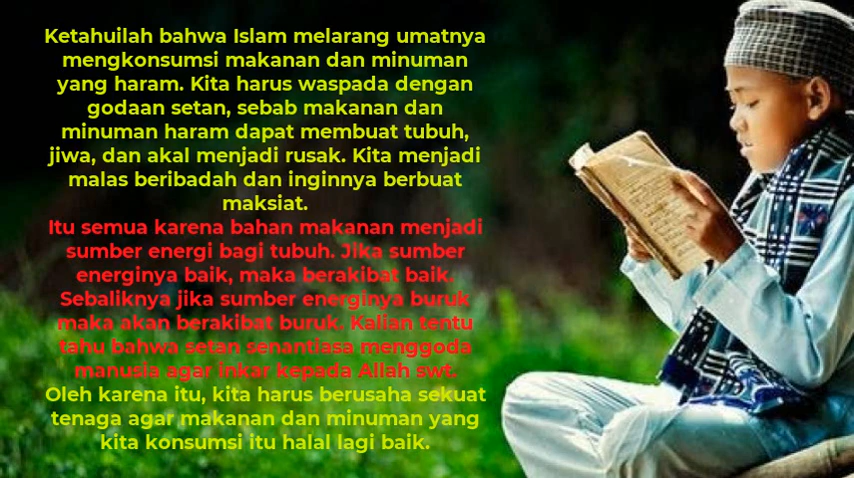 Ketahuilah bahwa Islam melarang umatnya
mengkonsumsi makanan dan minuman
yang haram. Kita harus waspada dengan
godaan setan, sebab makanan dan
minuman haram dapat membuat tubuh,
jiwa, dan akal menjadi rusak. Kita menjadi
malas beribadah dan inginnya berbuat
maksiat.
Itu semua karena bahan makanan menjadi
sumber energi bagi tubuh. Jika sumber
energinya baik, maka berakibat baik.
Sebaliknya jika sumber energinya buruk
maka akan berakibat buruk. Kalian tentu
tahu bahwa setan senantiasa menggoda
manusia agar inkar kepada Allah swt.
Oleh karena itu, kita harus berusaha sekuat
tenaga agar makanan dan minuman yang
kita konsumsi itu halal lagi baik.